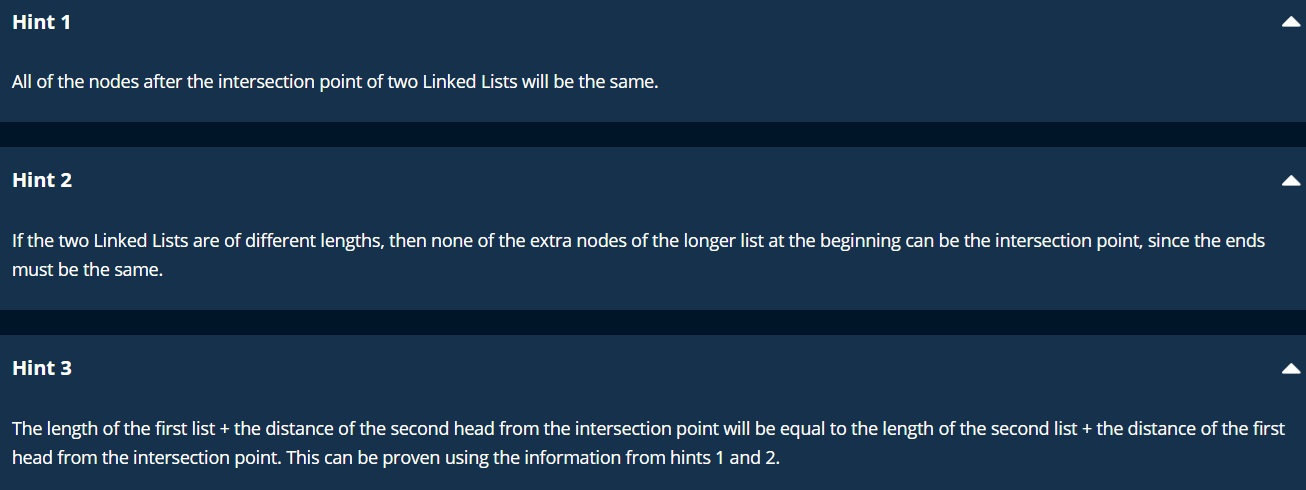 Hint 1
All of the nodes after the intersection point of two Linked Lists will be the same.
Hint 2
If the two Linked Lists are of different lengths, then none of the extra nodes of the longer list at the beginning can be the intersection point, since the ends
must be the same.
Hint 3
The length of the first list + the distance of the second head from the intersection point will be equal to the length of the second list + the distance of the first
head from the intersection point. This can be proven using the information from hints 1 and 2.